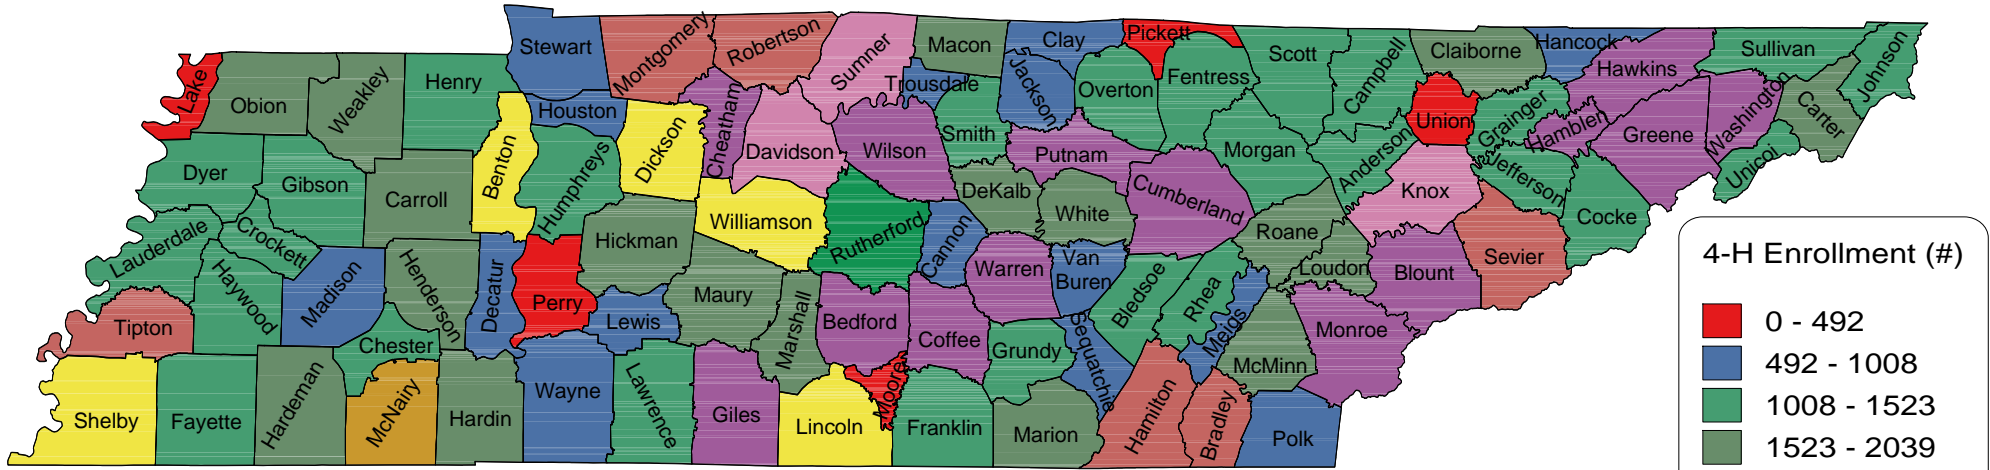 Stewart
Montgomery
Robertson
Sumner
Macon
Clay
Pickett
Scott
Campbell
Claiborne
Hancock
Hawkins
Sullivan
Johnson
Lake
Obion
Weakley
Henry
Houston
Trousdale
Jackson
Overton
Fentress
Union
Grainger
Hamblen
Greene
Washington
Carter
Unicoi
Dyer
Gibson
Carroll
Benton
Humphreys
Dickson
Cheatham
Davidson
Wilson
Smith
Putnam
Cumberland
Morgan
Anderson
Knox
Jefferson
Cocke
Lauderdale
Crockett
Haywood
Madison
Henderson
Decatur
Perry
Hickman
Williamson
Rutherford
Cannon
DeKalb
White
Warren
Van
Buren
Bledsoe
Rhea
Roane
Loudon
Blount
Sevier
Tipton
Chester
Lewis
Maury
Marshall
Bedford
Coffee
Grundy
Sequatchie
Meigs
McMinn
Monroe
Shelby
Fayette
Hardeman
McNairy
Hardin
Wayne
Lawrence
Giles
Lincoln
Moore
Franklin
Marion
Hamilton
Bradley
Polk
4-H Enrollment (#)
0 - 492
492 - 1008
1008 - 1523
1523 - 2039